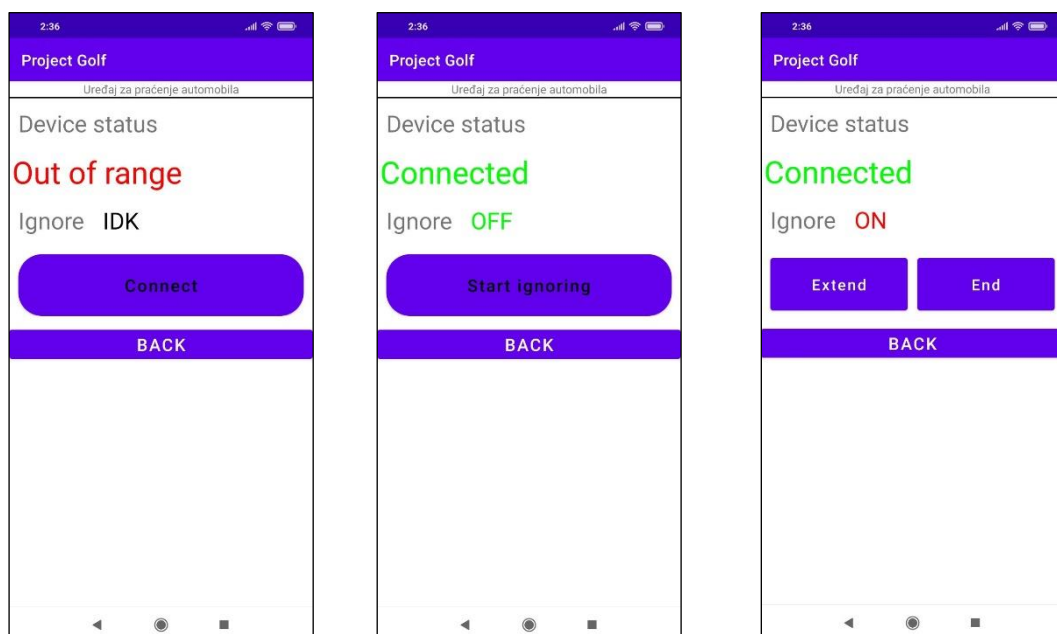 2:36
Project Golf
Uređaj za praćenje automobila
Device status
Out of range
Ignore IDK
Connect
BACK
2:36
Project Golf
Uređaj za praćenje automobila
Device status
Connected
Ignore OFF
Start ignoring
BACK
2:36
Project Golf
Uređaj za praćenje automobila
Device status
Connected
Ignore ON
Extend End
BACK